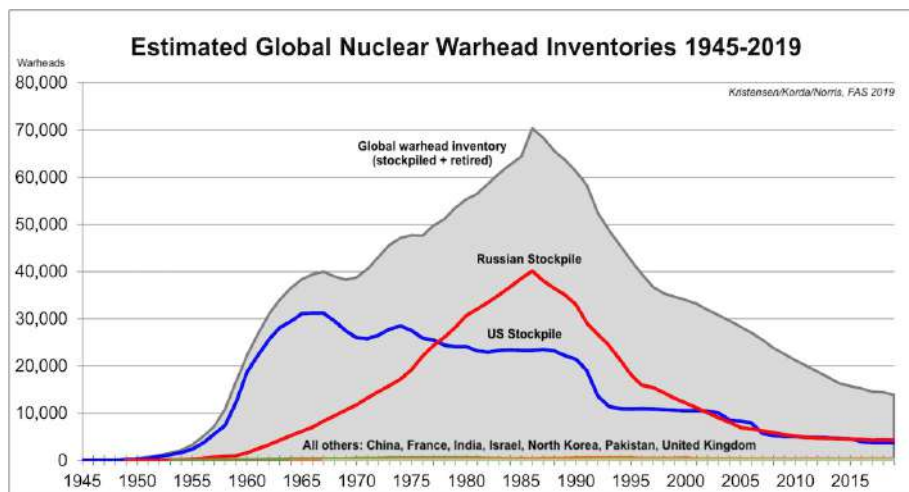 Estimated Global Nuclear Warhead Inventories 1945-2019
Warheads
80,000
Kristensen/Korda/Norris, FAS 2019
70,000
Global warhead inventory
(stockpiled + retired)
60,000
50,000
Russian Stockpile
40,000
30,000
US Stockpile
20,000
10,000
All others: China, France, India, Israel, North Korea, Pakistan, United Kingdom
0
1945 1950 1955 1960 1965 1970 1975 1980 1985 1990 1995 2000 2005 2010 2015